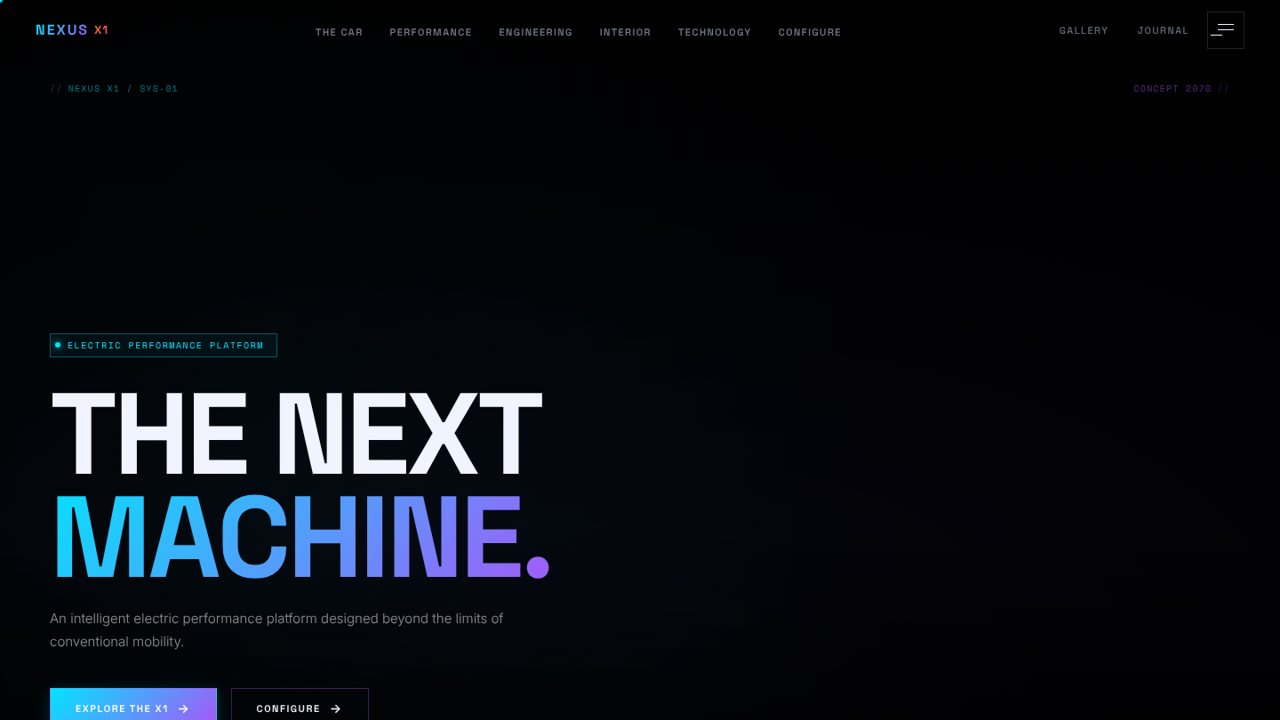 NEXUS X1
THE CAR
PERFORMANCE
ENGINEERING
INTERIOR
TECHNOLOGY
CONFIGURE
GALLERY
JOURNAL
// NEXUS X1 / SYS-01
CONCEPT 2070 //
ELECTRIC PERFORMANCE PLATFORM
THE NEXT
MACHINE.
An intelligent electric performance platform designed beyond the limits of
conventional mobility.
EXPLORE THE X1 →
CONFIGURE →